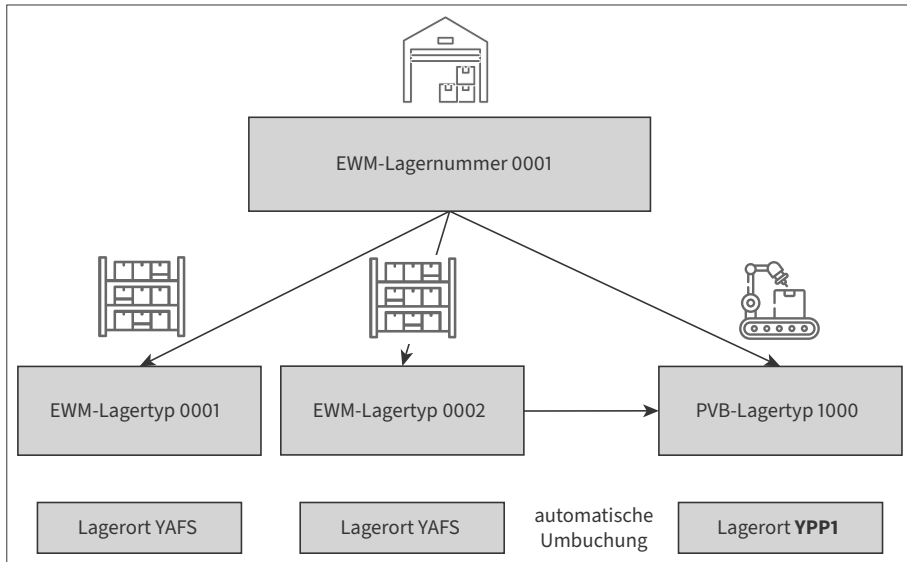 EWM-Lagernummer 0001
EWM-Lagertyp 0001
EWM-Lagertyp 0002
PVB-Lagertyp 1000
Lagerort YAFS
Lagerort YAFS
automatische
Umbuchung
Lagerort YPP1